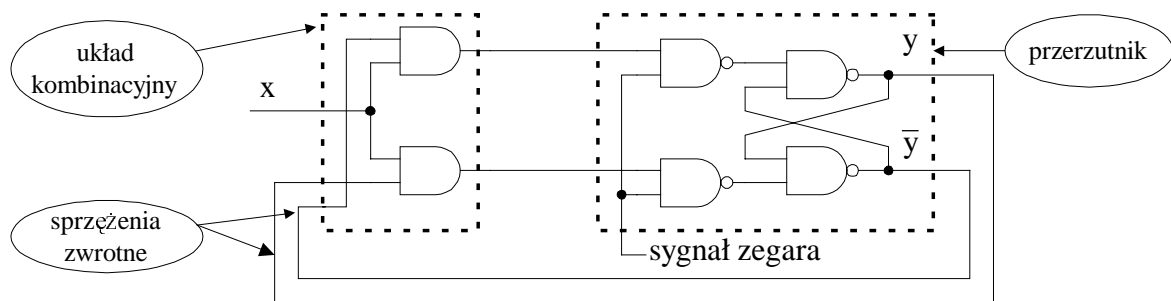 układ
kombinacyjny
x
y
przerzutnik
y̅
sprzężenia
zwrotne
sygnał zegara